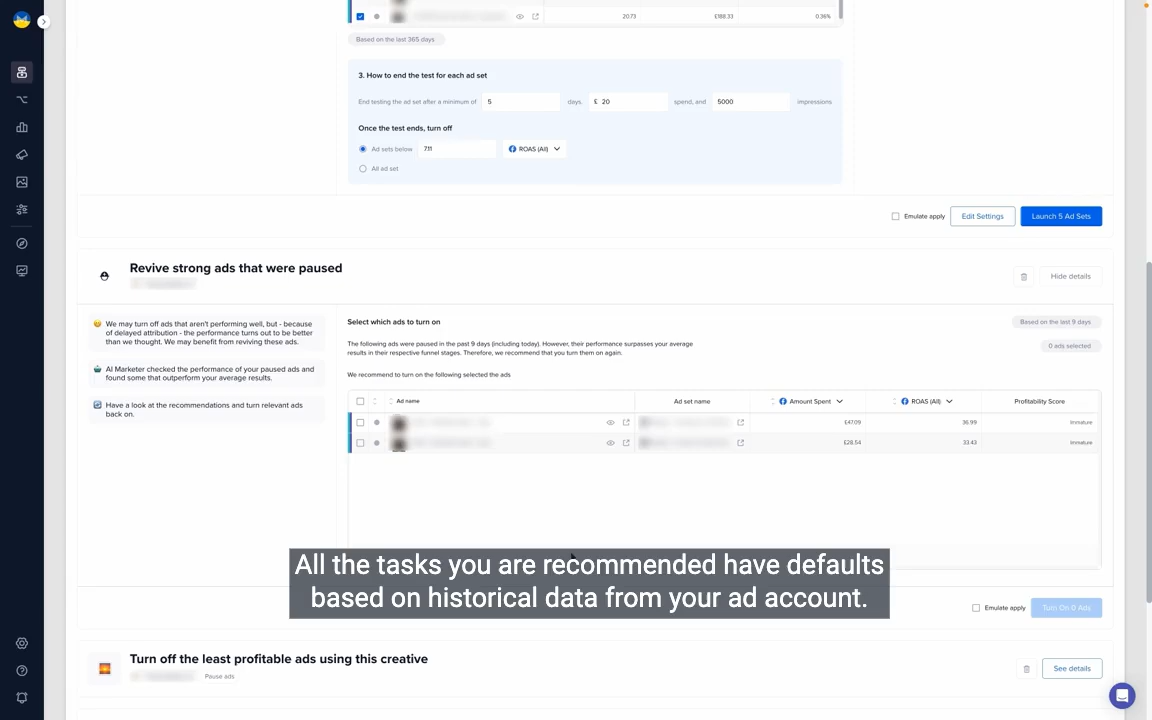 20.73 £188.33 0.36%
Based on the last 365 days
3. How to end the test for each ad set
End testing the ad set after a minimum of 5 days, £ 20 spend, and 5000 impressions
Once the test ends, turn off
Ad sets below 7.11 ROAS (All)
All ad set
Emulate apply Edit Settings Launch 5 Ad Sets
Revive strong ads that were paused
Hide details
We may turn off ads that aren't performing well, but - because
of delayed attribution - the performance turns out to be better
than we thought. We may benefit from reviving these ads.
AI Marketer checked the performance of your paused ads and
found some that outperform your average results.
Have a look at the recommendations and turn relevant ads
back on.
Select which ads to turn on
Based on the last 9 days
The following ads were paused in the past 9 days (including today). However, their performance surpasses your average
results in their respective funnel stages. Therefore, we recommend that you turn them on again.
0 ads selected
We recommend to turn on the following selected the ads
Ad name Ad set name Amount Spent ROAS (All) Profitability Score
£47.09 36.99 Immature
£28.54 33.43 Immature
All the tasks you are recommended have defaults
based on historical data from your ad account.
Emulate apply Turn On 0 Ads
Turn off the least profitable ads using this creative
Pause ads
See details